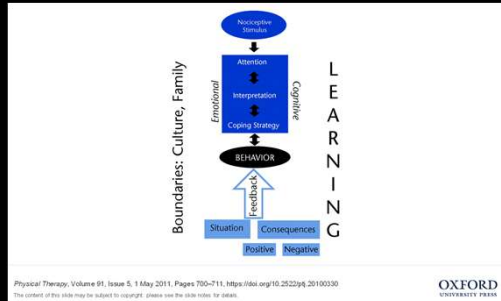 Nociceptive
Stimulus
Attention
Interpretation
Coping Strategy
Emotional
Cognitive
BEHAVIOR
Feedback
Situation
Consequences
Positive
Negative
Boundaries: Culture, Family
LEARNING
Physical Therapy, Volume 91, Issue 5, 1 May 2011, Pages 700–711, https://doi.org/10.2522/ptj.20100330
The content of this slide may be subject to copyright: please see the slide notes for details.
OXFORD
UNIVERSITY PRESS